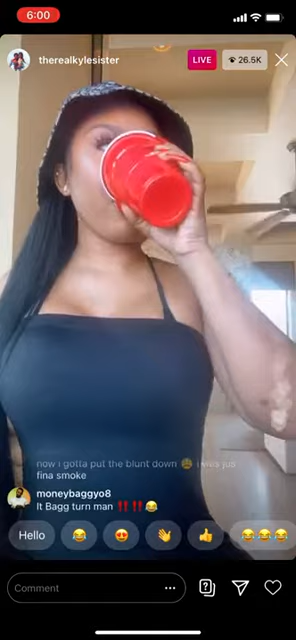 6:00
therealkylesister
LIVE
26.5K
now i gotta put the blunt down 😩 i was jus
fina smoke
moneybaggyo8
It Bagg turn man ‼️‼️😂
Hello
😂
😍
👋
👍
😂😂😂
Comment